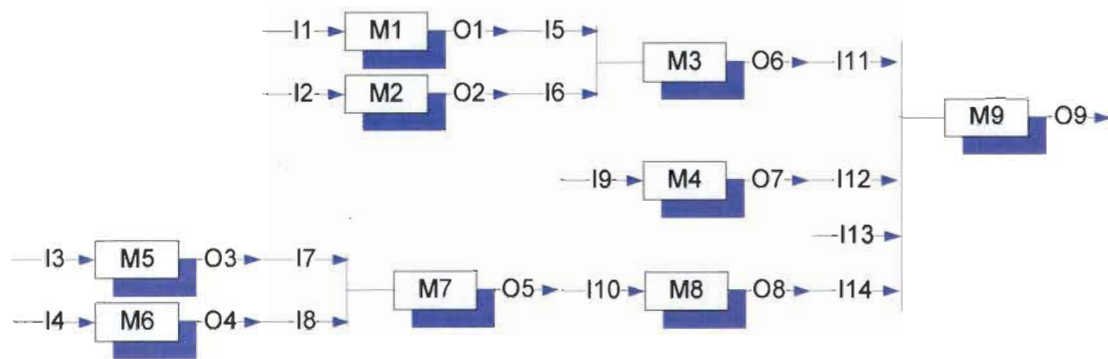 I1 M1 O1 I5
M3 O6 I11
I2 M2 O2 I6
M9 O9
I9 M4 O7 I12
I13
I3 M5 O3 I7
M7 O5 I10 M8 O8 I14
I4 M6 O4 I8